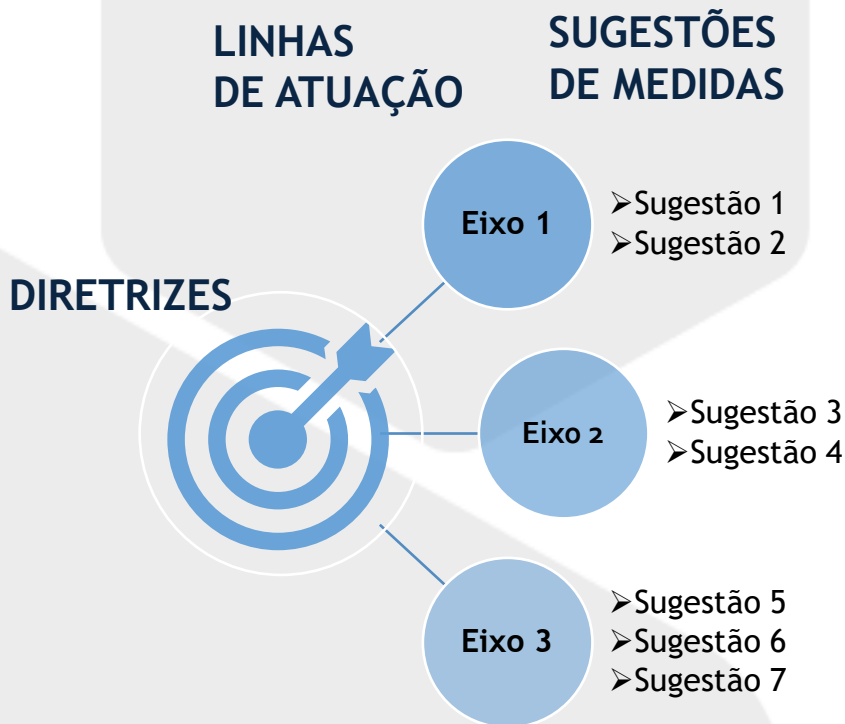 LINHAS
DE ATUAÇÃO
SUGESTÕES
DE MEDIDAS
Eixo 1
➢Sugestão 1
➢Sugestão 2
DIRETRIZES
Eixo 2
➢Sugestão 3
➢Sugestão 4
Eixo 3
➢Sugestão 5
➢Sugestão 6
➢Sugestão 7